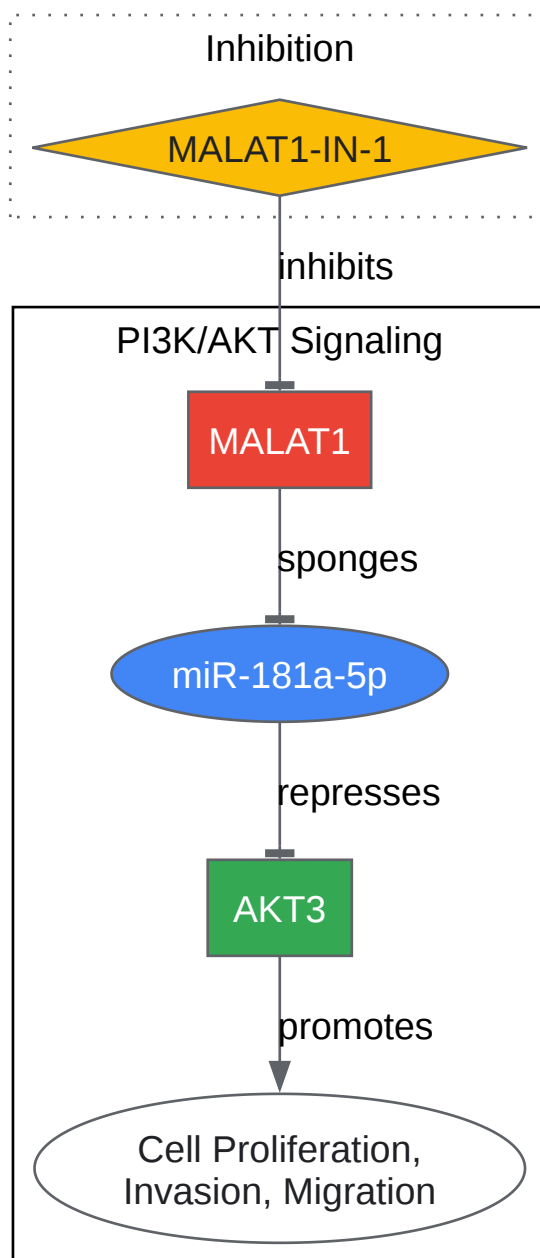 Inhibition
MALAT1-IN-1
inhibits
PI3K/AKT Signaling
MALAT1
sponges
miR-181a-5p
represses
AKT3
promotes
Cell Proliferation,
Invasion, Migration